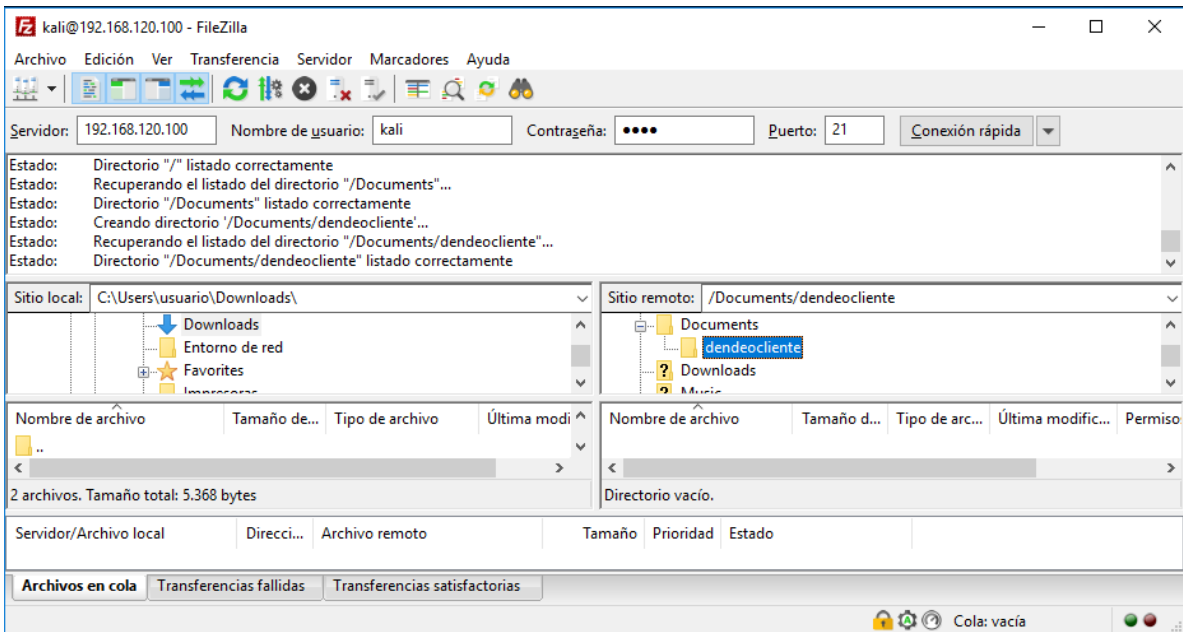 kali@192.168.120.100 - FileZilla
Archivo Edición Ver Transferencia Servidor Marcadores Ayuda
Servidor: 192.168.120.100 Nombre de usuario: kali Contraseña: •••• Puerto: 21 Conexión rápida
Estado: Directorio "/" listado correctamente
Estado: Recuperando el listado del directorio "/Documents"...
Estado: Directorio "/Documents" listado correctamente
Estado: Creando directorio '/Documents/dendeocliente'...
Estado: Recuperando el listado del directorio "/Documents/dendeocliente"...
Estado: Directorio "/Documents/dendeocliente" listado correctamente
Sitio local: C:\Users\usuario\Downloads\
Downloads
Entorno de red
Favorites
Impresoras
Sitio remoto: /Documents/dendeocliente
Documents
dendeocliente
? Downloads
? Music
Nombre de archivo Tamaño de... Tipo de archivo Última modi
..
2 archivos. Tamaño total: 5.368 bytes
Nombre de archivo Tamaño d... Tipo de arc... Última modific... Permiso
Directorio vacío.
Servidor/Archivo local Direcci... Archivo remoto Tamaño Prioridad Estado
Archivos en cola Transferencias fallidas Transferencias satisfactorias
Cola: vacía